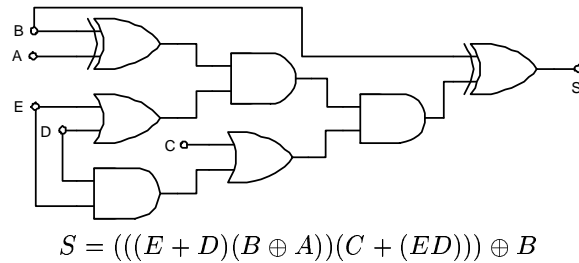 B
A
E
D
C
S
S = (((E + D)(B ⊕ A))(C + (ED))) ⊕ B